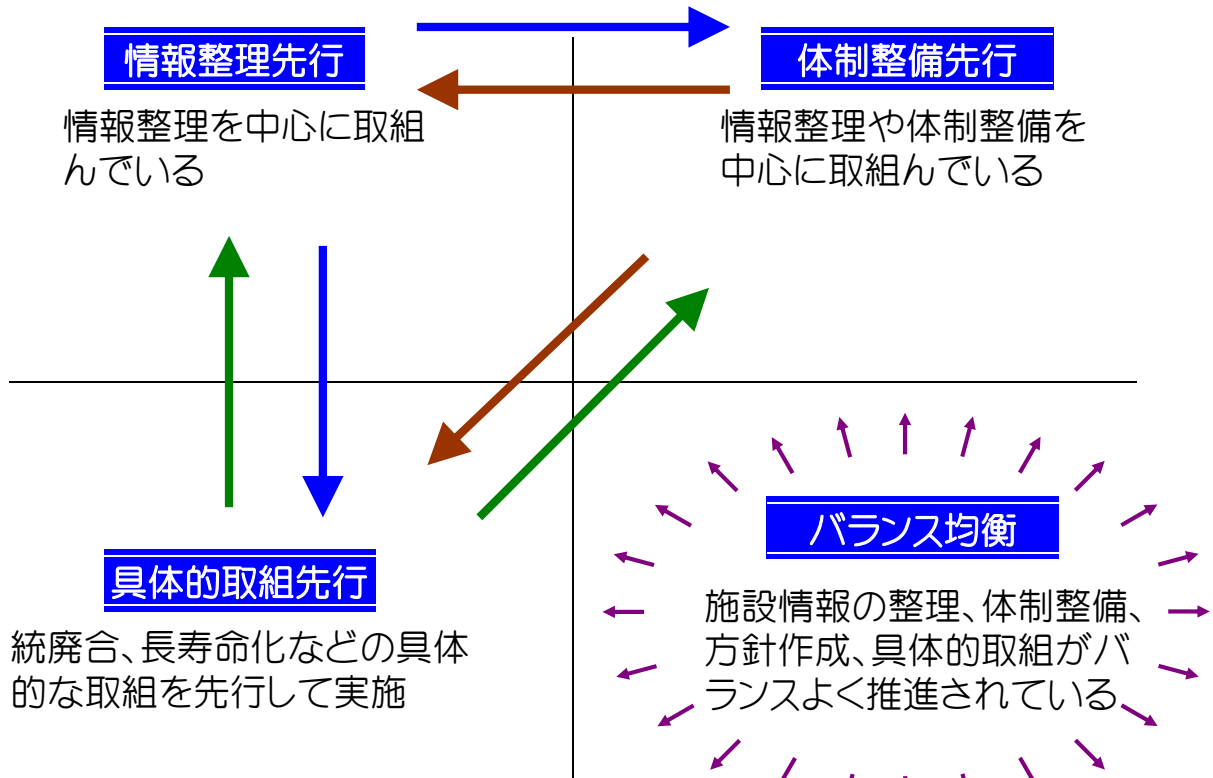 情報整理先行
情報整理を中心に取組
んでいる
体制整備先行
情報整理や体制整備を
中心に取組んでいる
具体的取組先行
統廃合、長寿命化などの具体
的な取組を先行して実施
バランス均衡
施設情報の整理、体制整備、
方針作成、具体的取組がバ
ランスよく推進されている